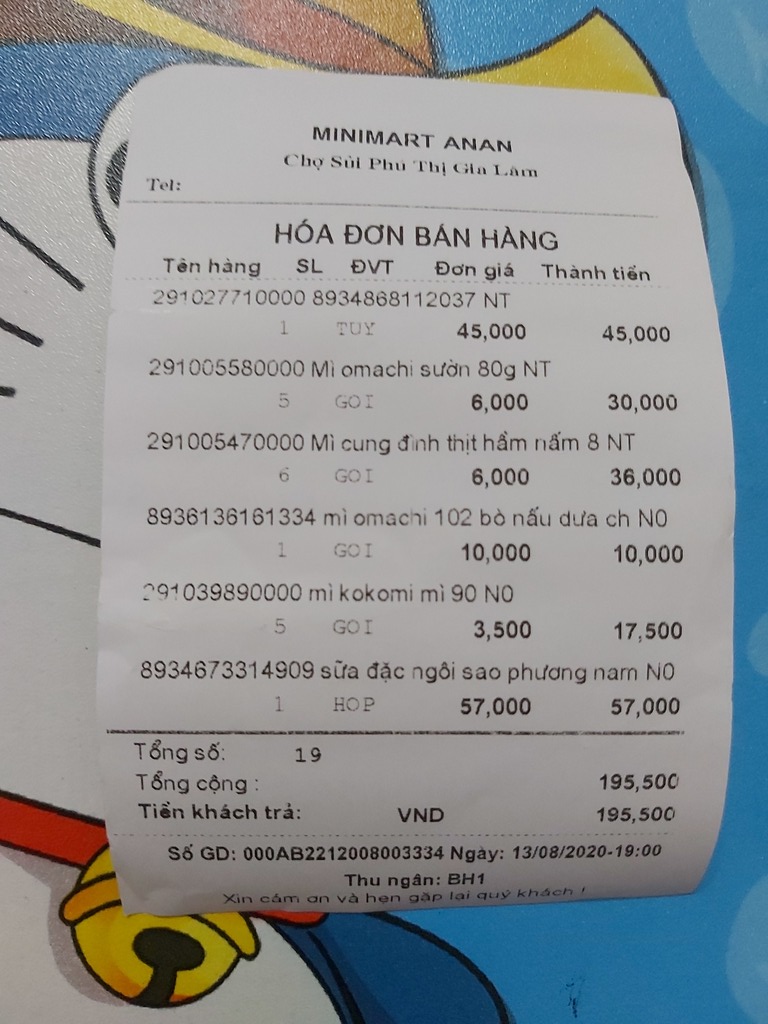 MINIMART ANAN
Chợ Sủi Phú Thị Gia Lâm
Tel:
HÓA ĐƠN BÁN HÀNG
Tên hàng SL ĐVT Đơn giá Thành tiền
291027710000 8934868112037 NT
1 TUY 45,000 45,000
291005580000 Mì omachi sườn 80g NT
5 GOI 6,000 30,000
291005470000 Mì cung đình thịt hầm nấm 8 NT
6 GOI 6,000 36,000
8936136161334 mì omachi 102 bò nấu dưa ch N0
1 GOI 10,000 10,000
291039890000 mì kokomi mì 90 N0
5 GOI 3,500 17,500
8934673314909 sữa đặc ngôi sao phương nam N0
1 HOP 57,000 57,000
Tổng số: 19
Tổng cộng : 195,500
Tiền khách trả: VND 195,500
Số GD: 000AB2212008003334 Ngày: 13/08/2020-19:00
Thu ngân: BH1
Xin cám ơn và hẹn gặp lại quý khách !